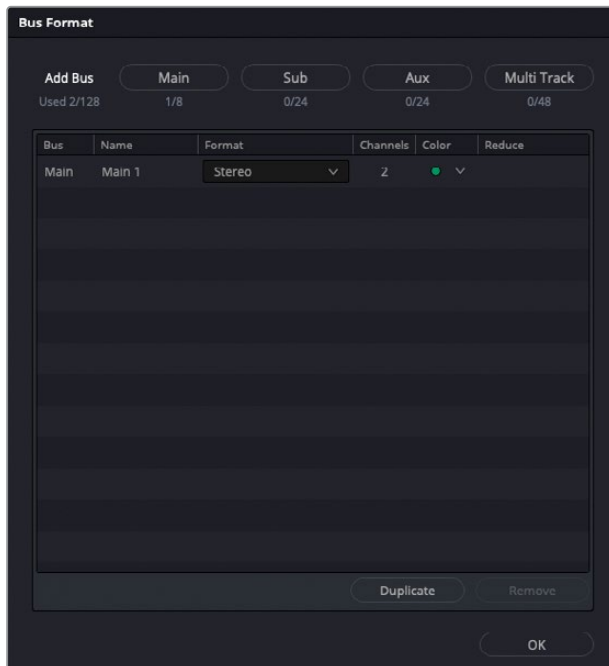 Bus Format
Add Bus Main Sub Aux Multi Track
Used 2/128 1/8 0/24 0/24 0/48
Bus Name Format Channels Color Reduce
Main Main 1 Stereo 2
Duplicate Remove
OK